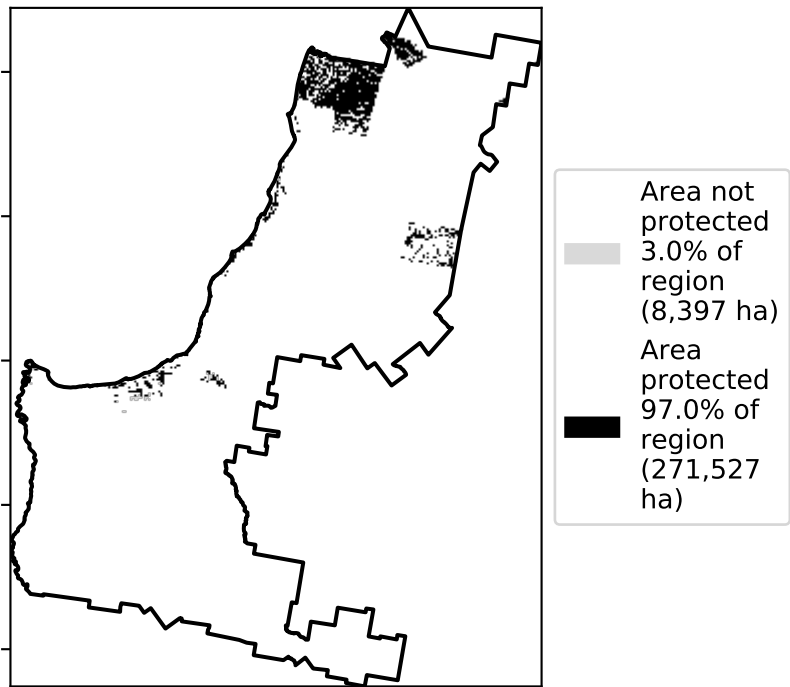 Area not
protected
3.0% of
region
(8,397 ha)
Area
protected
97.0% of
region
(271,527
ha)